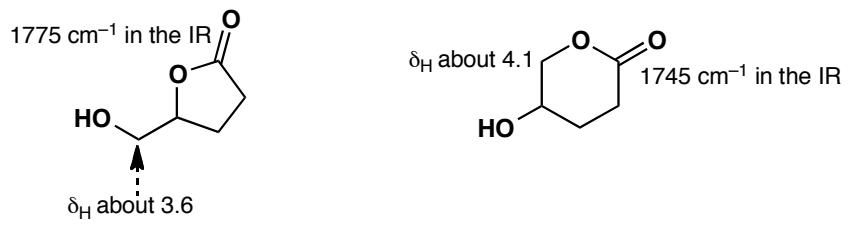 1775 cm⁻¹ in the IR
O
O
HO
δH about 3.6
δH about 4.1
O
O
1745 cm⁻¹ in the IR
HO